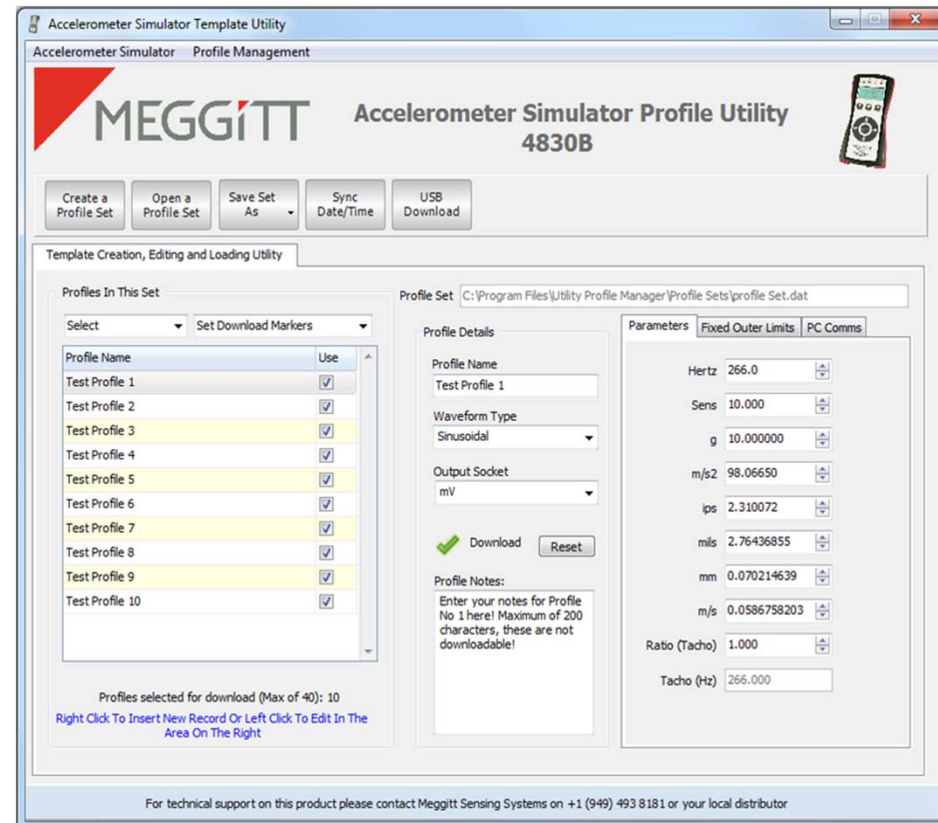 Accelerometer Simulator Template Utility
Accelerometer Simulator Profile Management
MEGGiTT
Accelerometer Simulator Profile Utility
4830B
Create a
Profile Set
Open a
Profile Set
Save Set
As
Sync
Date/Time
USB
Download
Template Creation, Editing and Loading Utility
Profiles In This Set
Select
Set Download Markers
Profile Name Use
Test Profile 1
Test Profile 2
Test Profile 3
Test Profile 4
Test Profile 5
Test Profile 6
Test Profile 7
Test Profile 8
Test Profile 9
Test Profile 10
Profiles selected for download (Max of 40): 10
Right Click To Insert New Record Or Left Click To Edit In The
Area On The Right
Profile Set C:\Program Files\Utility Profile Manager\Profile Sets\profile Set.dat
Profile Details
Profile Name
Test Profile 1
Waveform Type
Sinusoidal
Output Socket
mV
Download Reset
Profile Notes:
Enter your notes for Profile
No 1 here! Maximum of 200
characters, these are not
downloadable!
Parameters Fixed Outer Limits PC Comms
Hertz 266.0
Sens 10.000
g 10.000000
m/s2 98.06650
ips 2.310072
mils 2.76436855
mm 0.070214639
m/s 0.0586758203
Ratio (Tacho) 1.000
Tacho (Hz) 266.000
For technical support on this product please contact Meggitt Sensing Systems on +1 (949) 493 8181 or your local distributor